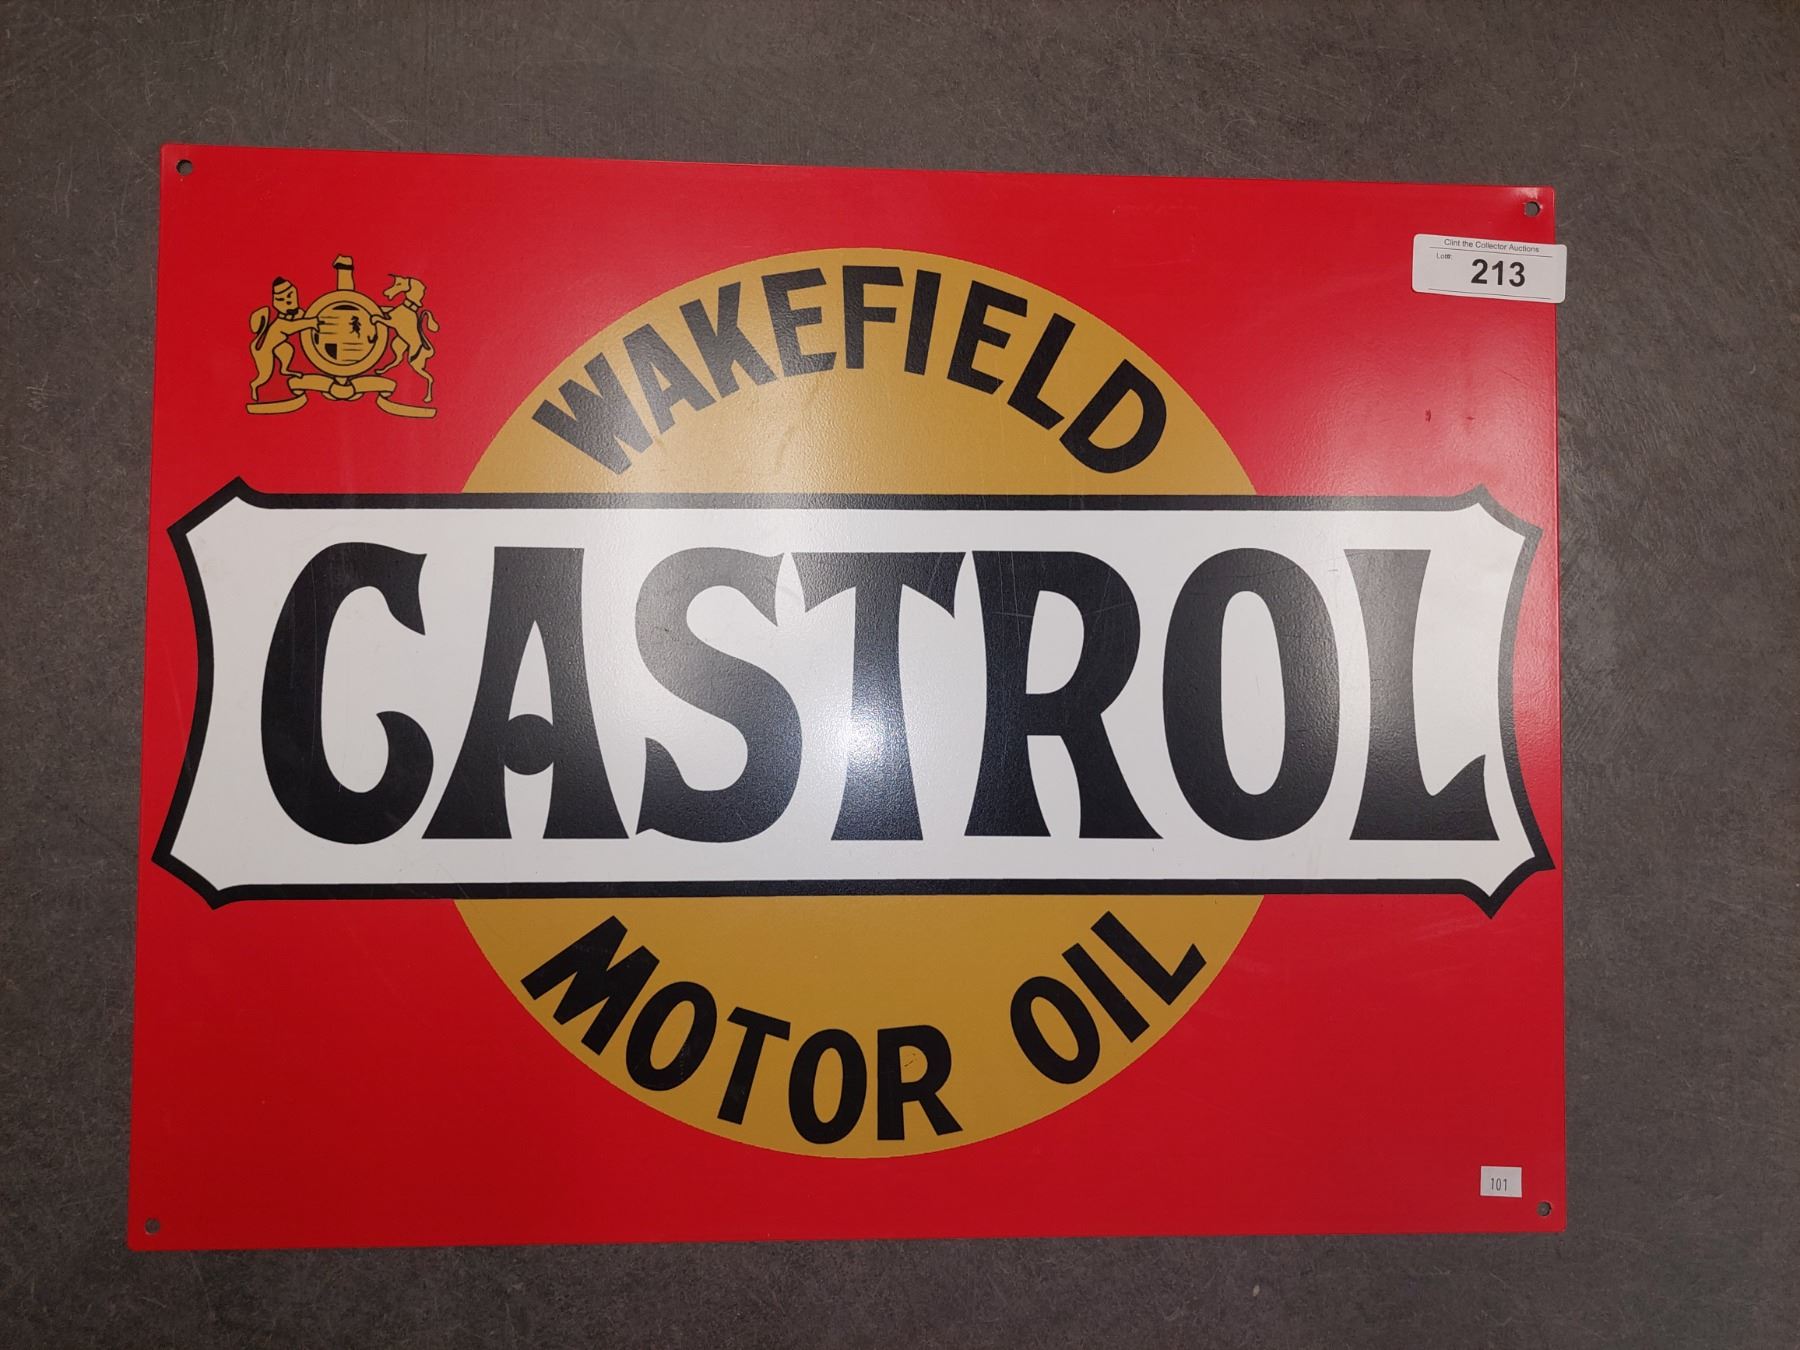 Clint the Collector Auctions
Lot#:
213
WAKEFIELD
CASTROL
MOTOR OIL
101